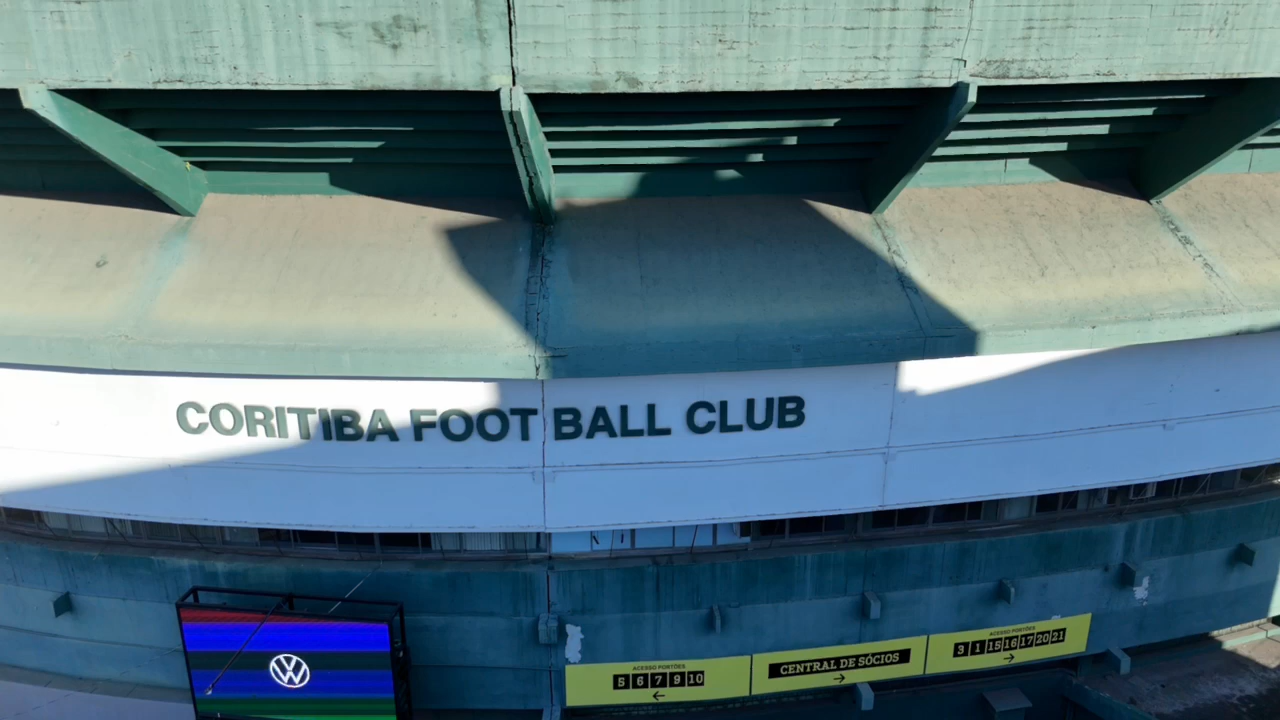 CORITIBA FOOT BALL CLUB
ACESSO PORTÕES
5 6 7 9 10
←
CENTRAL DE SÓCIOS
→
ACESSO PORTÕES
3 1 15 16 17 20 21
→